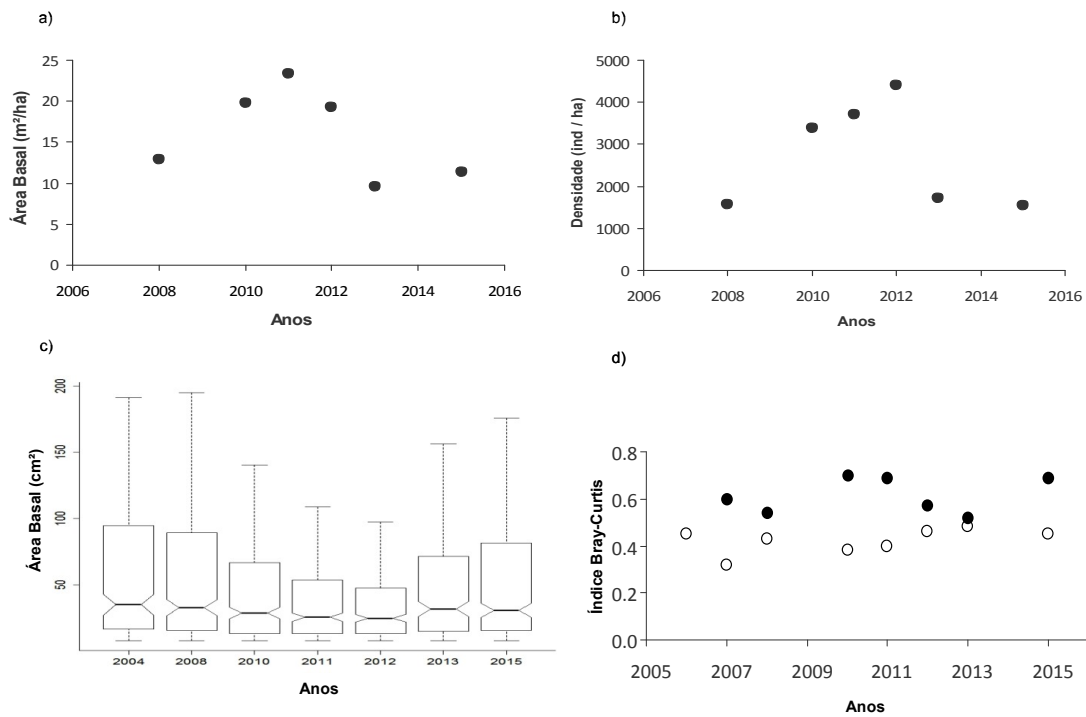 a)
Área Basal (m²/ha)
25
20
15
10
5
0
2006 2008 2010 2012 2014 2016
Anos
b)
Densidade (ind / ha)
5000
4000
3000
2000
1000
0
2006 2008 2010 2012 2014 2016
Anos
c)
Área Basal (cm²)
200
150
100
50
2004 2008 2010 2011 2012 2013 2015
Anos
d)
Índice Bray-Curtis
0.8
0.6
0.4
0.2
0.0
2005 2007 2009 2011 2013 2015
Anos